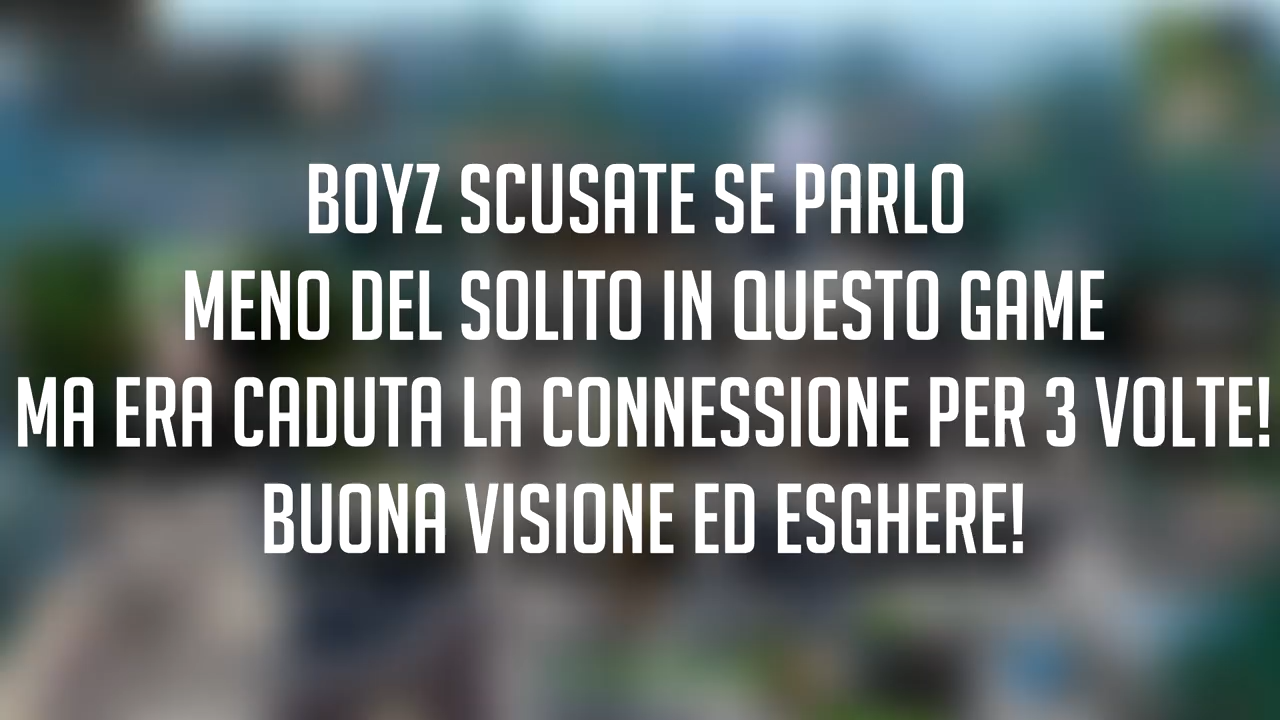 BOYZ SCUSATE SE PARLO
MENO DEL SOLITO IN QUESTO GAME
MA ERA CADUTA LA CONNESSIONE PER 3 VOLTE!
BUONA VISIONE ED ESGHERE!